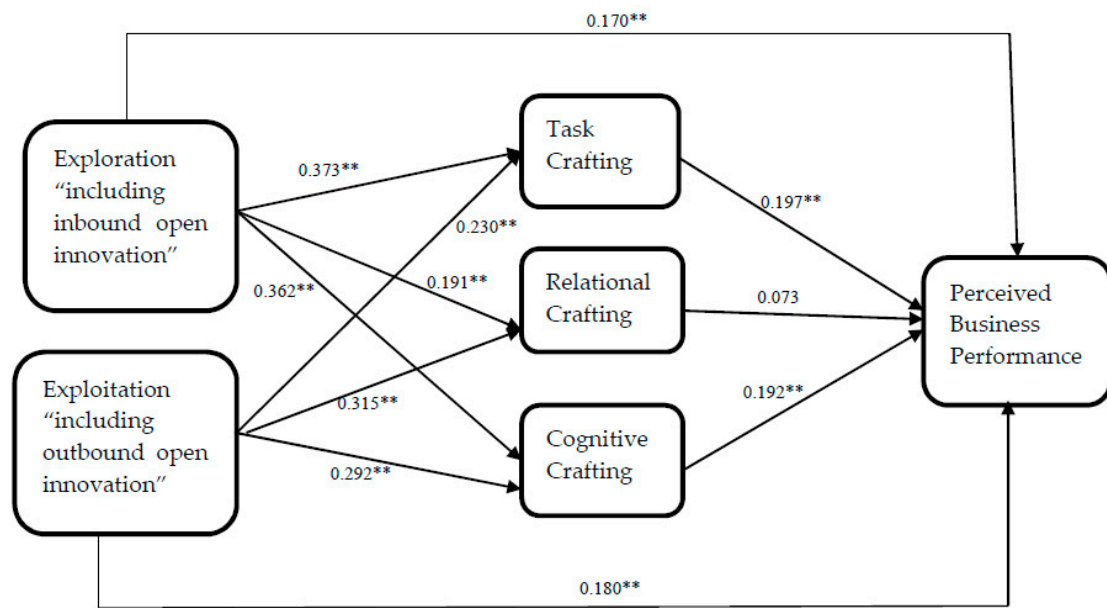 0.170**
Exploration
“including
inbound open
innovation”
0.373**
0.230**
0.191**
0.362**
Task
Crafting
0.197**
Relational
Crafting
0.073
Perceived
Business
Performance
Exploitation
“including
outbound open
innovation”
0.315**
0.292**
Cognitive
Crafting
0.192**
0.180**